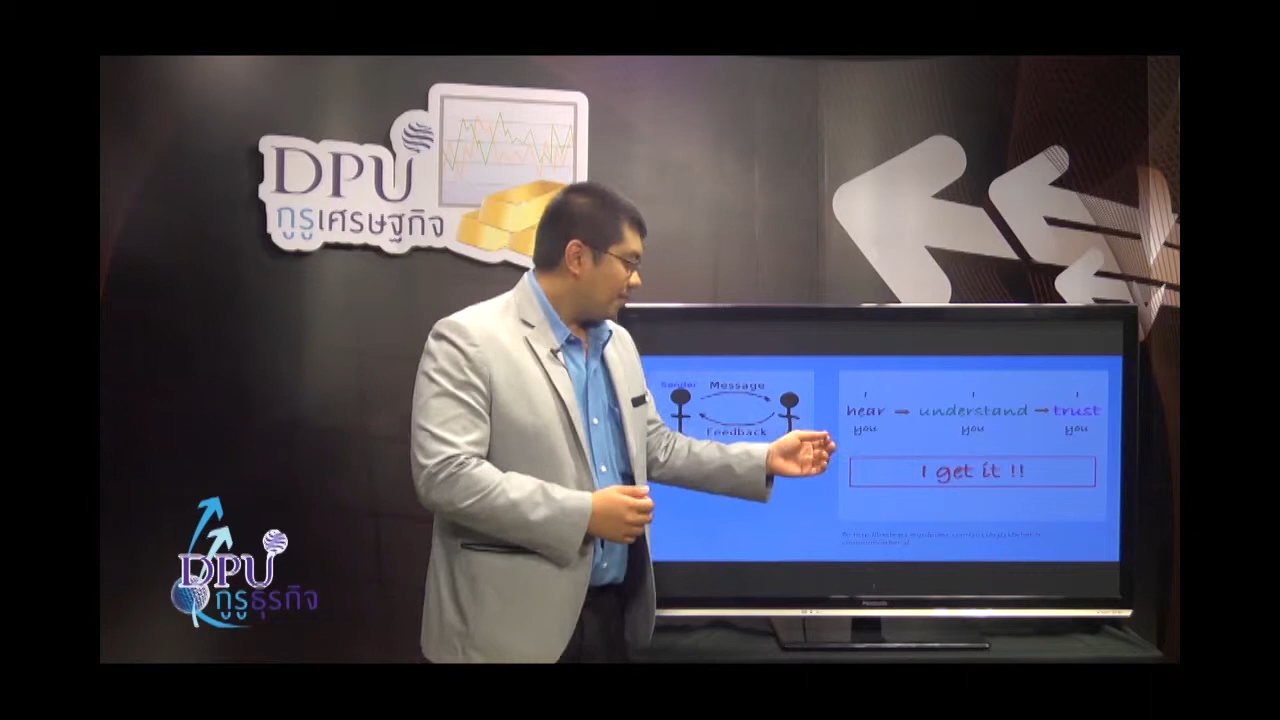 DPU
กูรูเศรษฐกิจ
Sender
Message
Feedback
I I I
hear → understand → trust
you you you
I get it !!
Panasonic
DPU
กูรูธุรกิจ